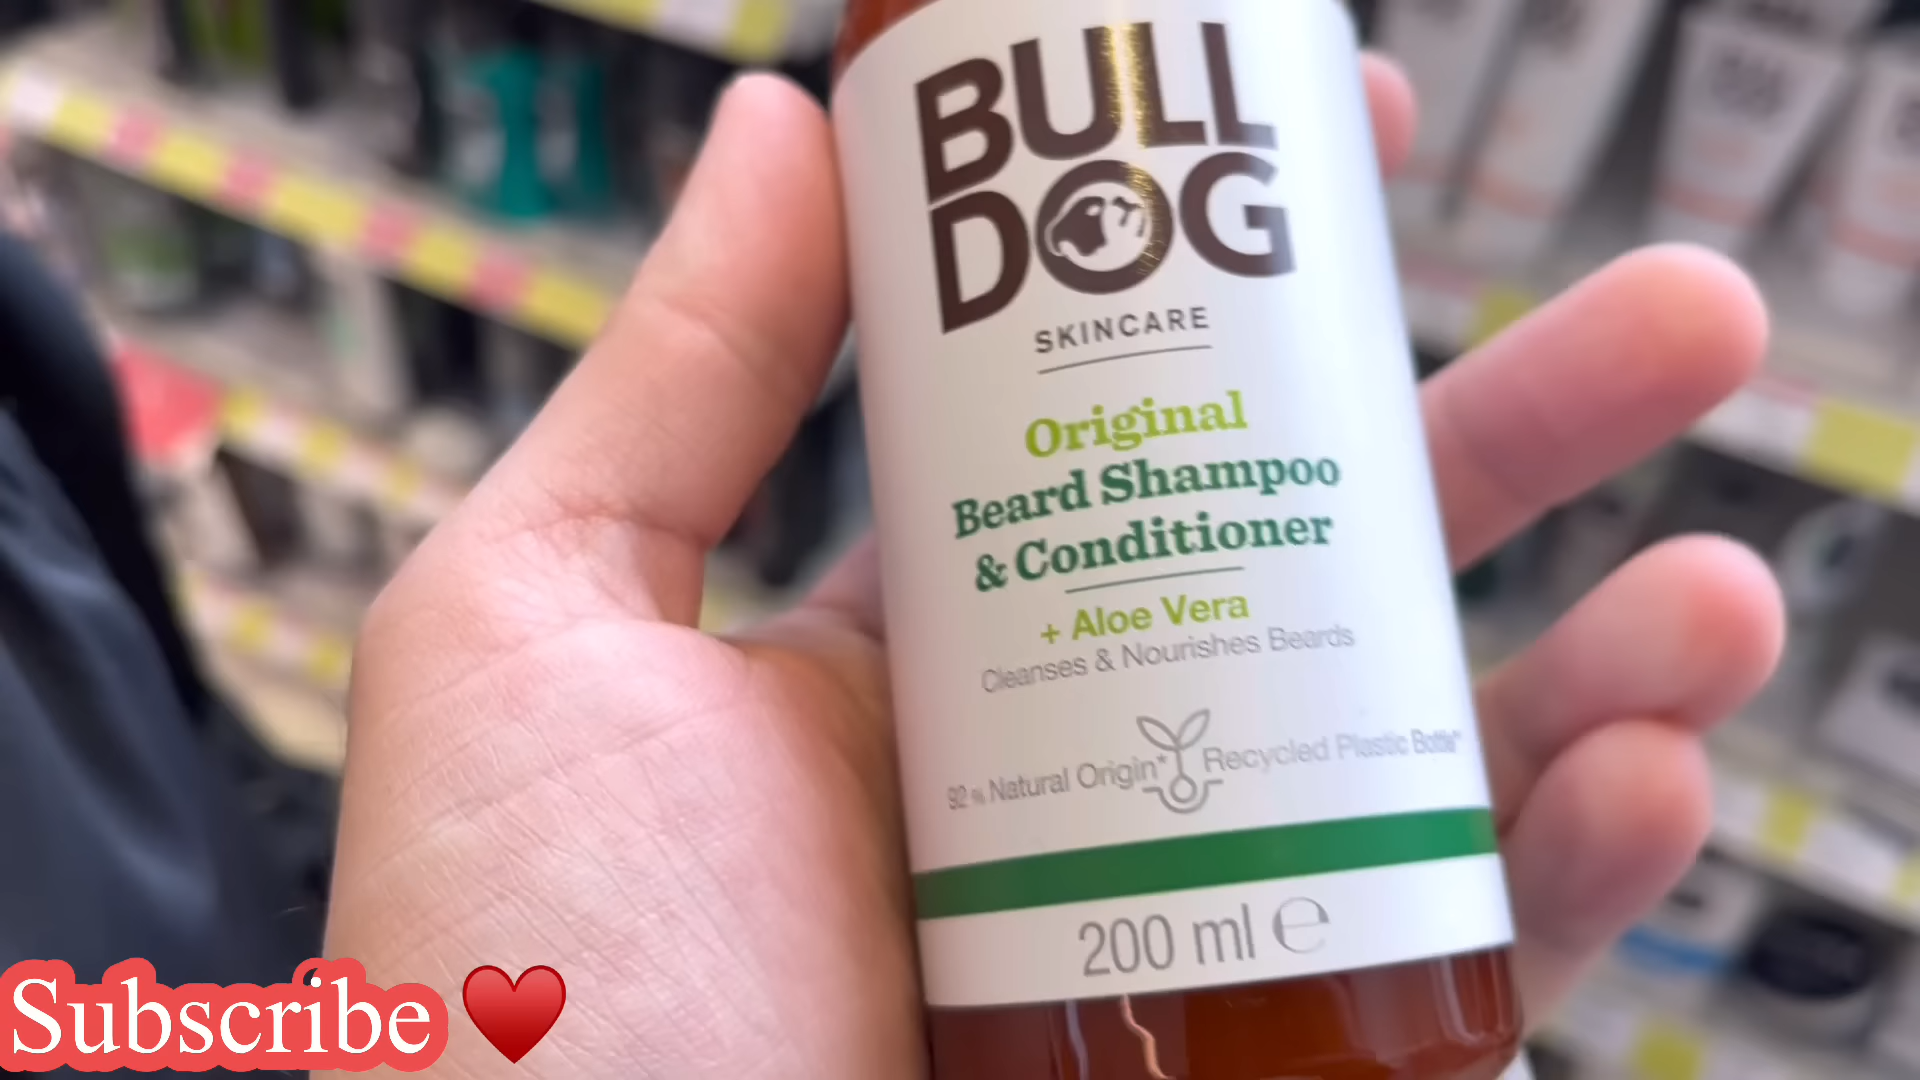 BULL
DOG
SKINCARE
Original
Beard Shampoo
& Conditioner
+ Aloe Vera
Cleanses & Nourishes Beards
92% Natural Origin* Recycled Plastic Bottle**
200 ml ℮
Subscribe ♥